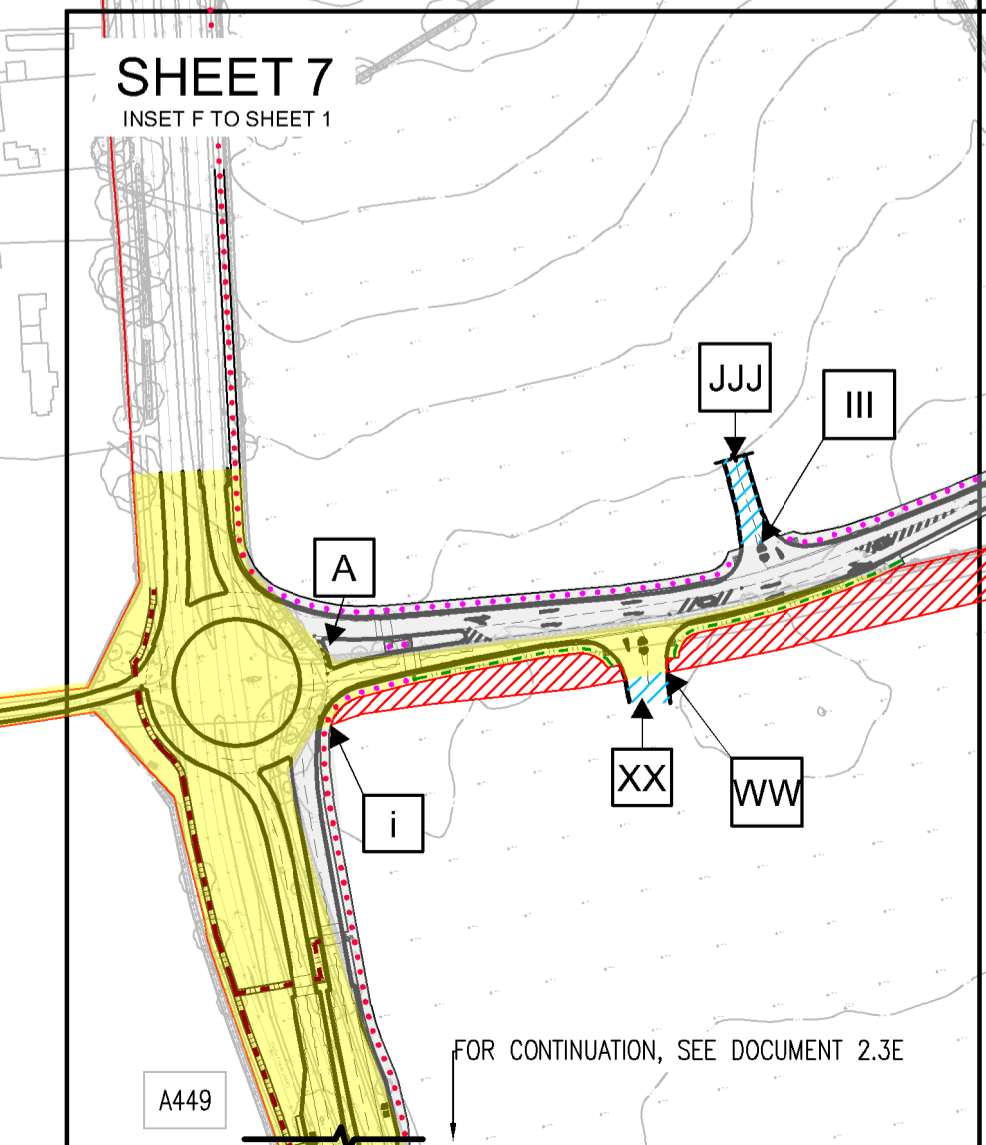 SHEET 7
INSET F TO SHEET 1
JJJ
III
A
XX
WW
i
FOR CONTINUATION, SEE DOCUMENT 2.3E
A449